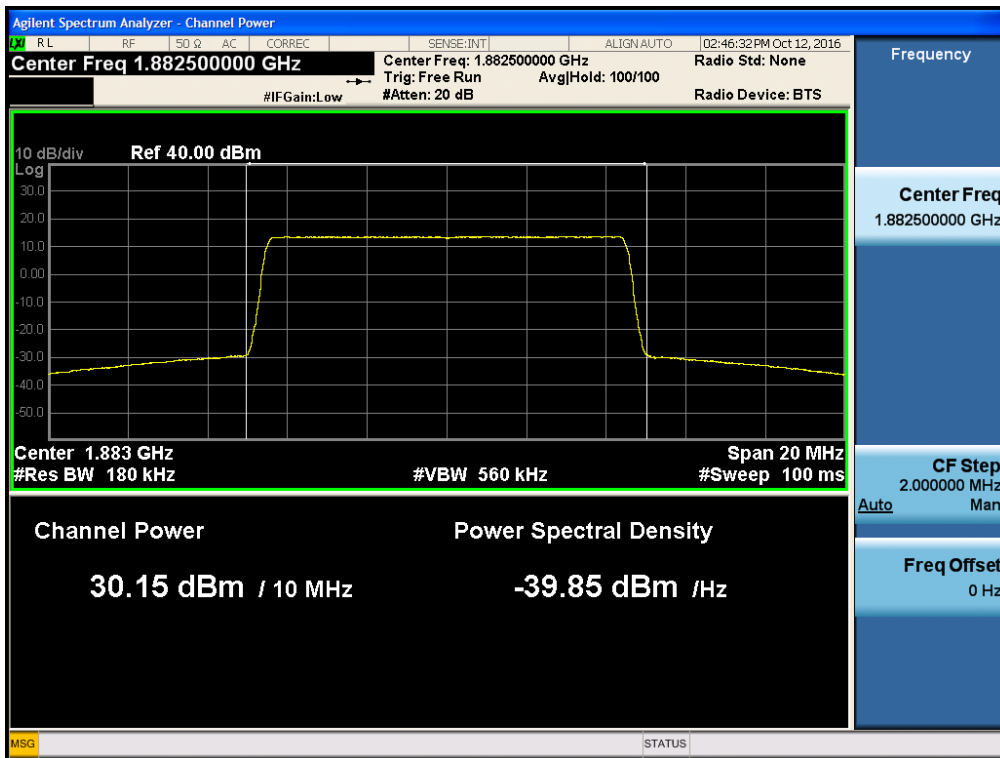 Agilent Spectrum Analyzer - Channel Power
LXI RL RF 50 Ω AC CORREC SENSE:INT ALIGN AUTO 02:46:32 PM Oct 12, 2016
Center Freq 1.882500000 GHz
Center Freq: 1.882500000 GHz
Radio Std: None
Trig: Free Run Avg|Hold: 100/100
#IFGain:Low
#Atten: 20 dB
Radio Device: BTS
10 dB/div Ref 40.00 dBm
Log
30.0
20.0
10.0
0.00
-10.0
-20.0
-30.0
-40.0
-50.0
Center 1.883 GHz Span 20 MHz
#Res BW 180 kHz #VBW 560 kHz #Sweep 100 ms
Channel Power Power Spectral Density
30.15 dBm / 10 MHz -39.85 dBm /Hz
Frequency
Center Freq
1.882500000 GHz
CF Step
2.000000 MHz
Auto Man
Freq Offset
0 Hz
MSG STATUS